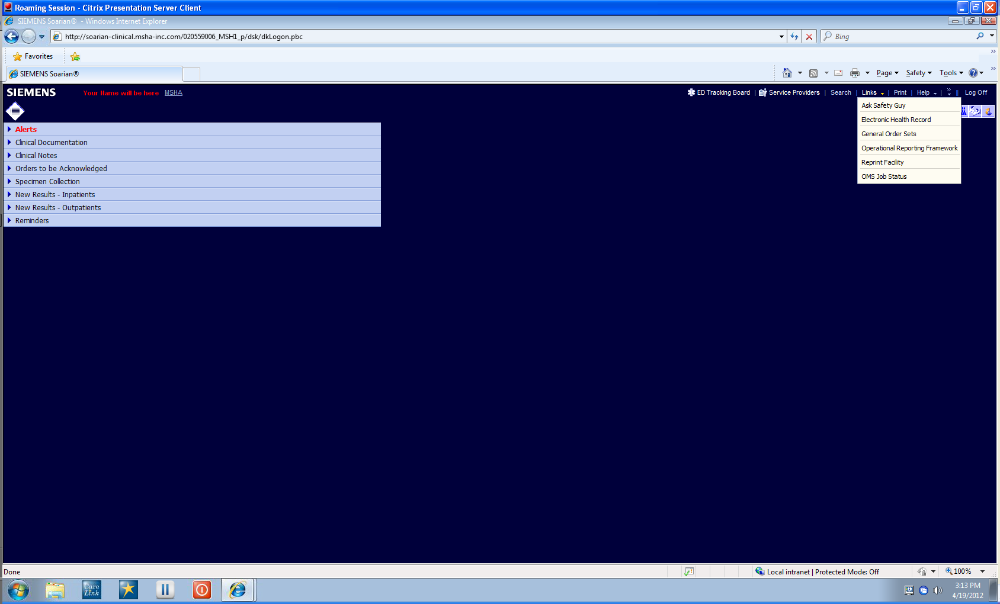 Roaming Session - Citrix Presentation Server Client
SIEMENS Soarian® - Windows Internet Explorer
http://soarian-clinical.msha-inc.com/020559006_MSH1_p/dsk/dkLogon.pbc
Bing
Favorites
SIEMENS Soarian®
Page Safety Tools
SIEMENS Your Name will be here MSHA ED Tracking Board | Service Providers | Search | Links | Print | Help | Log Off
Ask Safety Guy
Electronic Health Record
General Order Sets
Operational Reporting Framework
Reprint Facility
OMS Job Status
Alerts
Clinical Documentation
Clinical Notes
Orders to be Acknowledged
Specimen Collection
New Results - Inpatients
New Results - Outpatients
Reminders
Done Local intranet | Protected Mode: Off 100%
Care Link
3:13 PM
4/19/2012